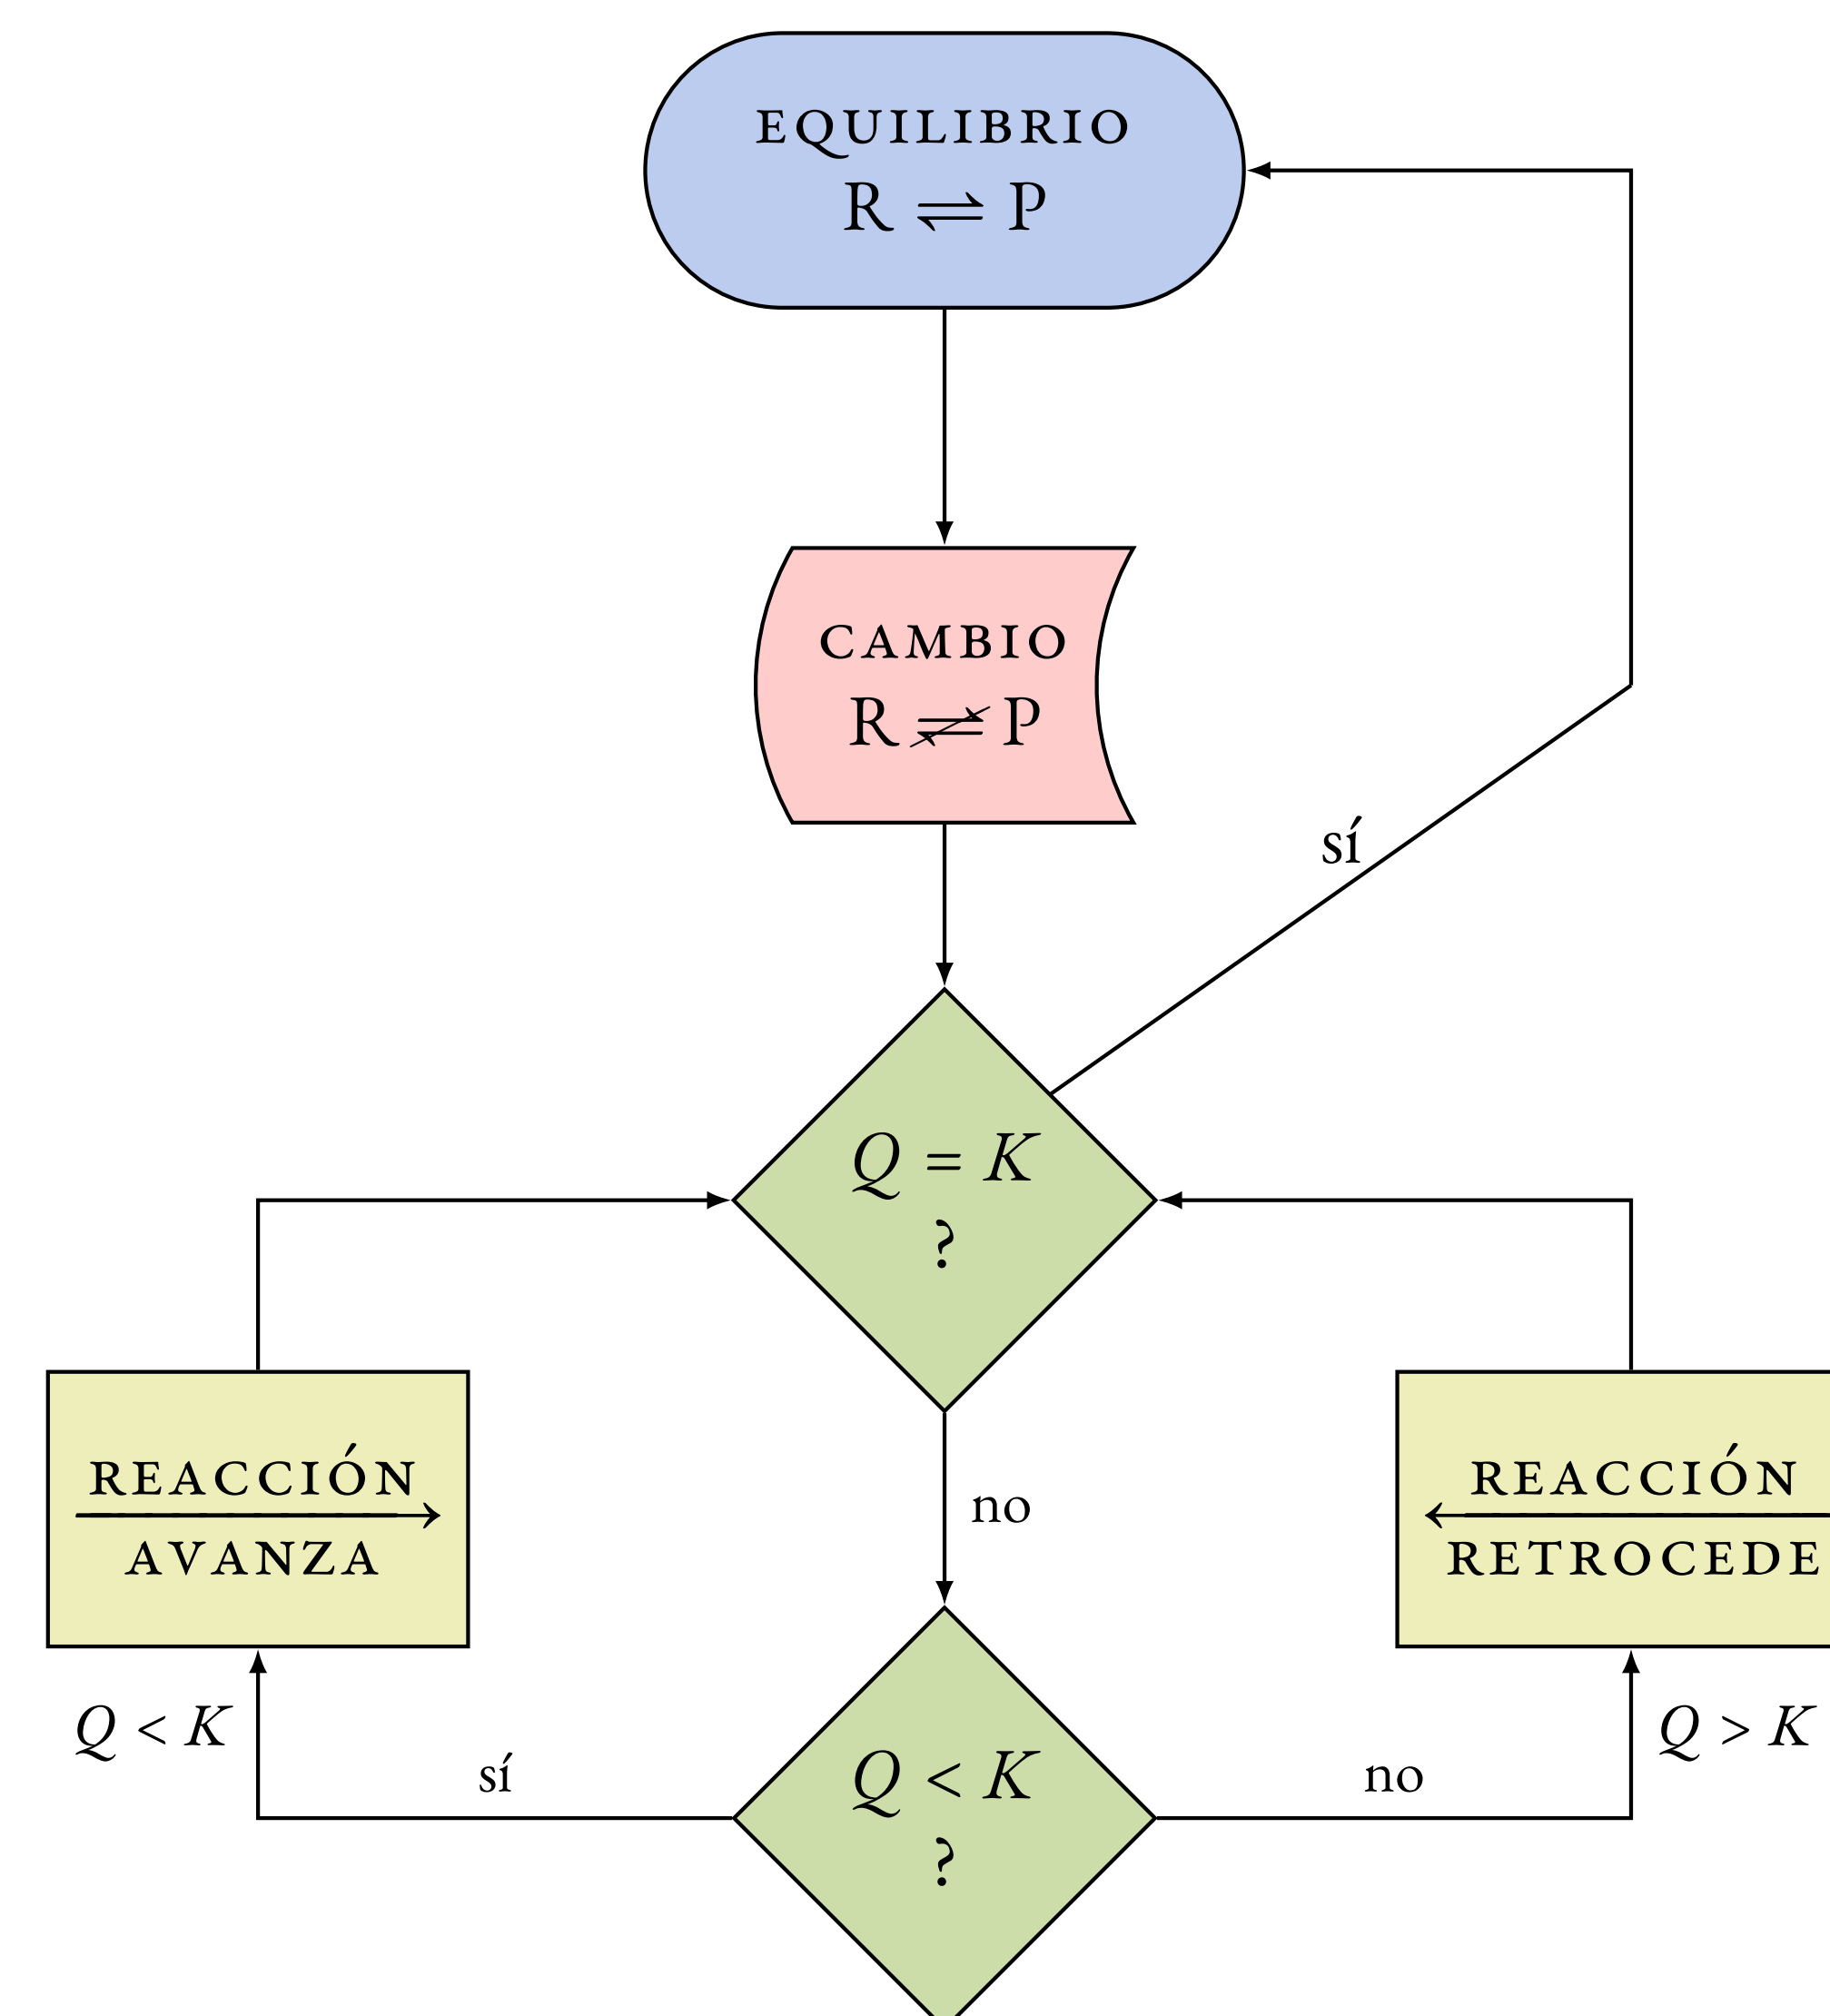 EQUILIBRIO
R ⇌ P
CAMBIO
R ⇌̸ P
sí
Q = K
?
REACCIÓN
AVANZA
no
REACCIÓN
RETROCEDE
Q < K
sí
Q < K
?
no
Q > K